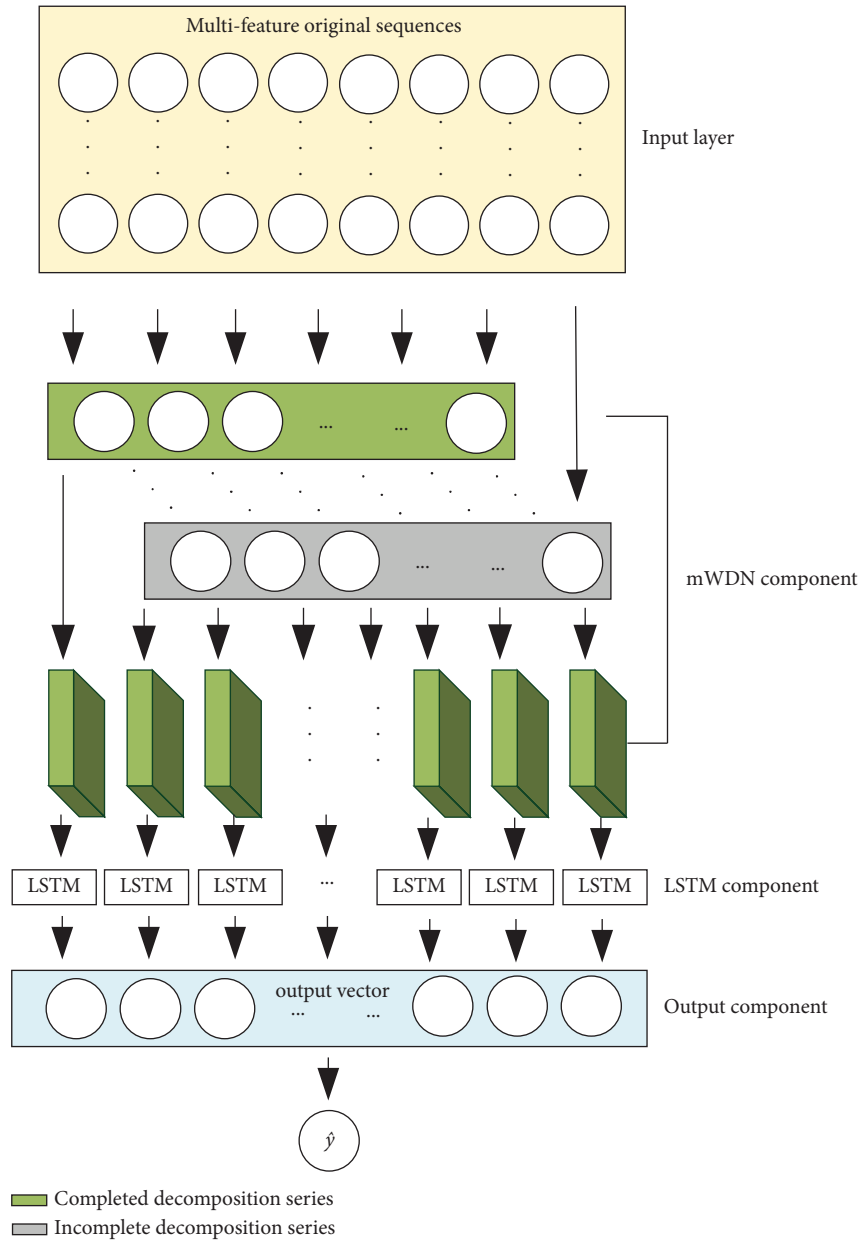 Multi-feature original sequences
Input layer
...
...
...
...
mWDN component
LSTM
LSTM
LSTM
...
LSTM
LSTM
LSTM
LSTM component
output vector
...
...
Output component
ŷ
Completed decomposition series
Incomplete decomposition series